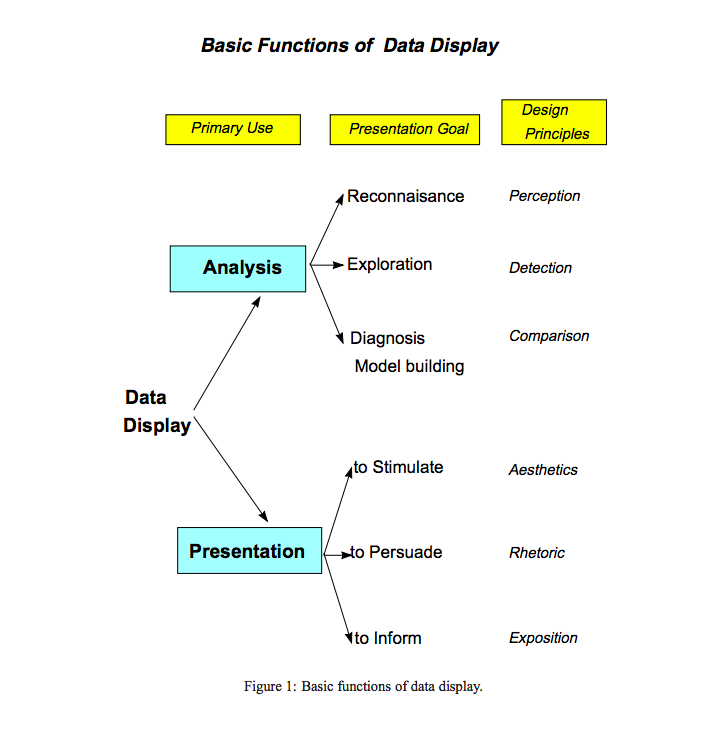 Basic Functions of Data Display
Primary Use
Presentation Goal
Design
Principles
Reconnaisance
Perception
Analysis
Exploration
Detection
Diagnosis
Comparison
Model building
Data
Display
to Stimulate
Aesthetics
Presentation
to Persuade
Rhetoric
to Inform
Exposition
Figure 1: Basic functions of data display.